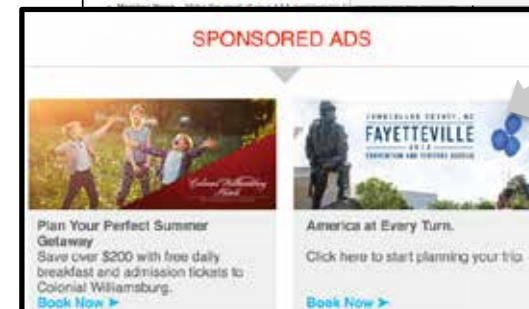 SPONSORED ADS
Colonial Williamsburg
Hotels
Plan Your Perfect Summer
Getaway
Save over $200 with free daily
breakfast and admission tickets to
Colonial Williamsburg.
Book Now ►
CUMBERLAND COUNTY, NC
FAYETTEVILLE
CONVENTION AND VISITORS BUREAU
America at Every Turn.
Click here to start planning your trip.
Book Now ►